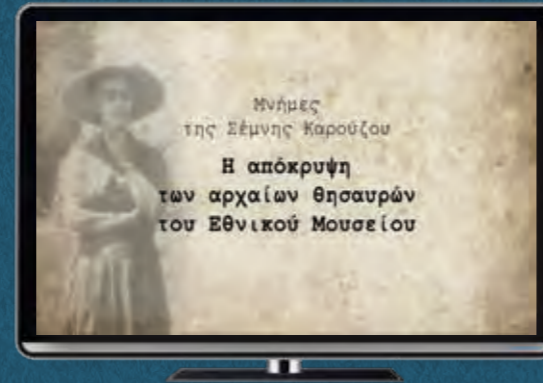 Μνήμες
της Σέμνης Καρούζου
Η απόκρυψη
των αρχαίων θησαυρών
του Εθνικού Μουσείου